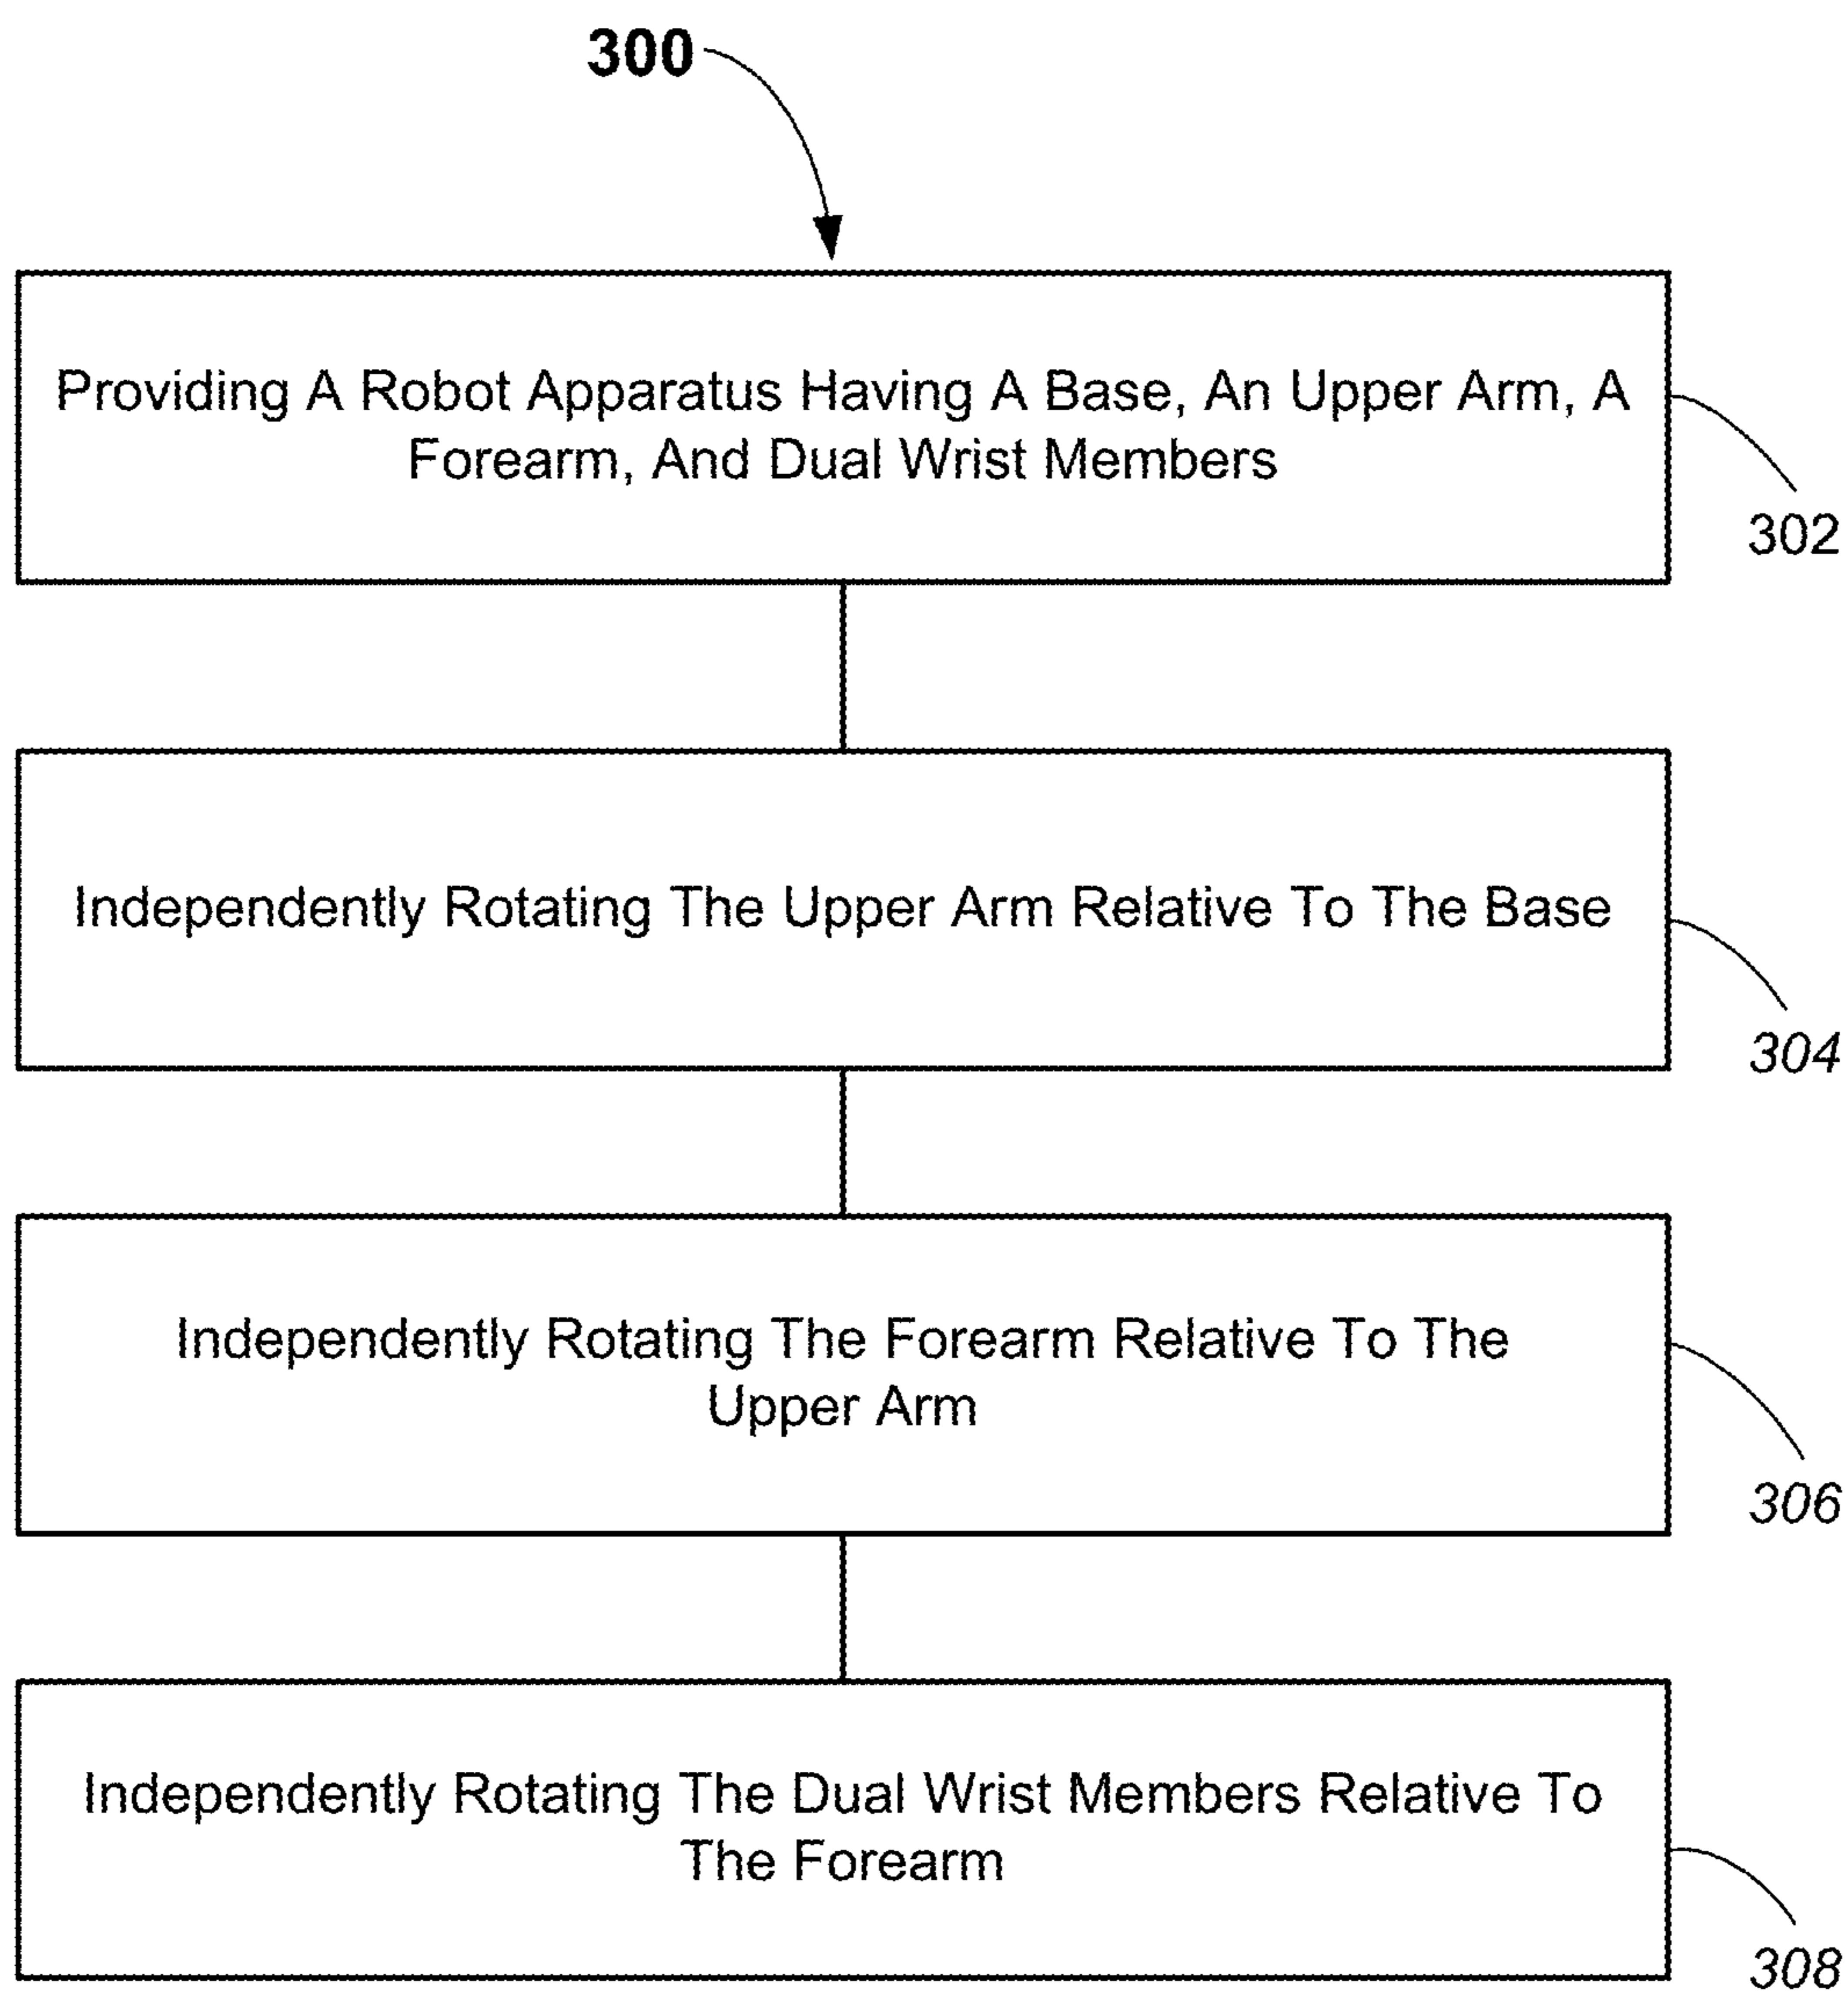 300
Providing A Robot Apparatus Having A Base, An Upper Arm, A
Forearm, And Dual Wrist Members
302
Independently Rotating The Upper Arm Relative To The Base
304
Independently Rotating The Forearm Relative To The
Upper Arm
306
Independently Rotating The Dual Wrist Members Relative To
The Forearm
308